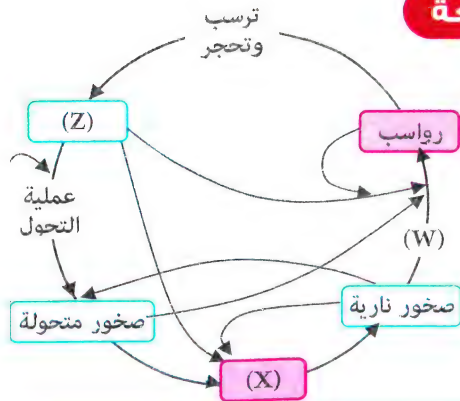 ترسب
وتحجر
(Z)
رواسب
عملية
التحول
(W)
صخور نارية
صخور متحولة
(X)